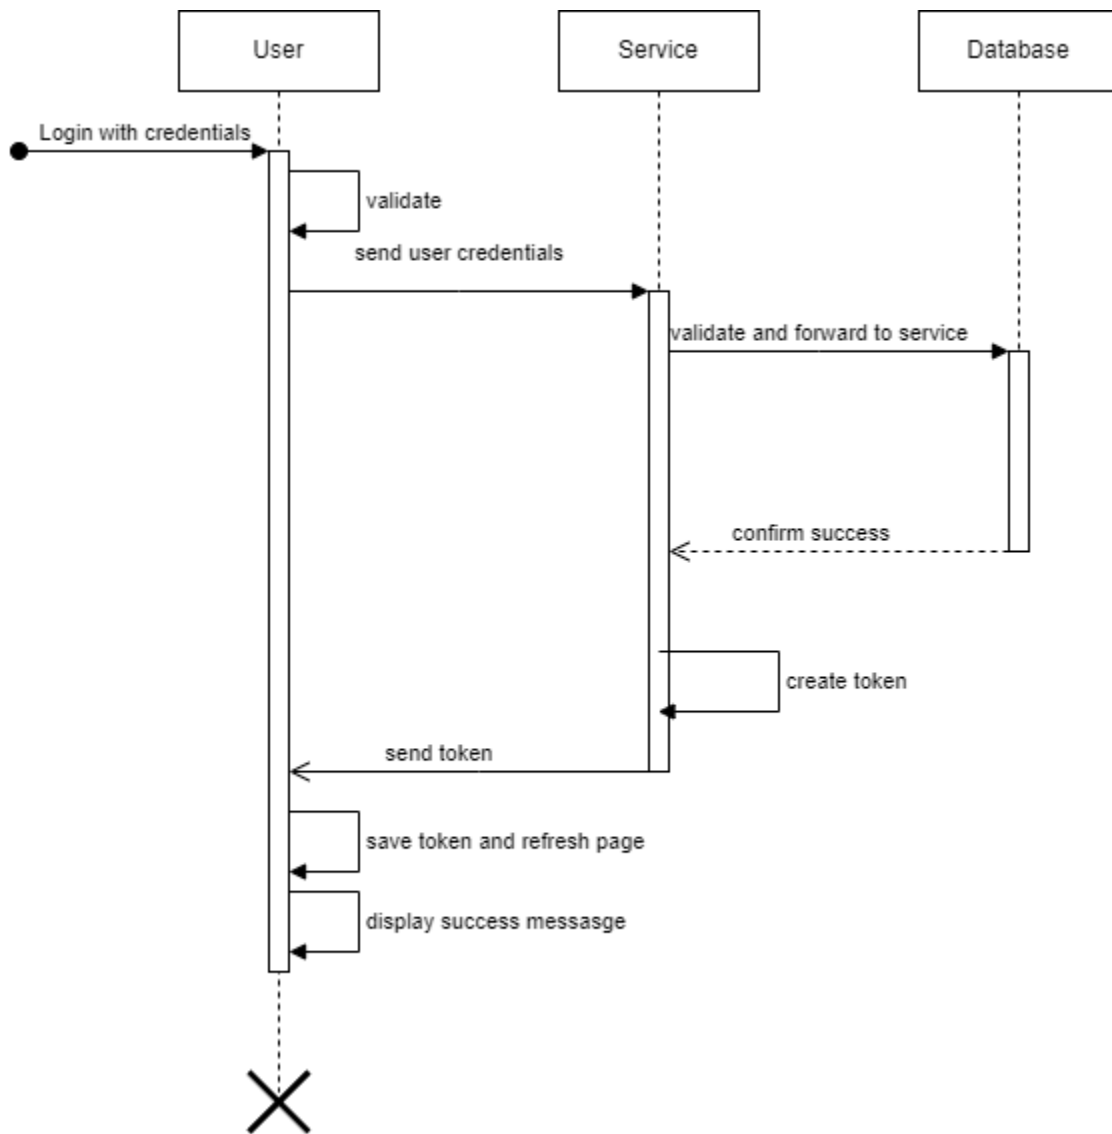 User
Service
Database
Login with credentials
validate
send user credentials
validate and forward to service
confirm success
create token
send token
save token and refresh page
display success messasge